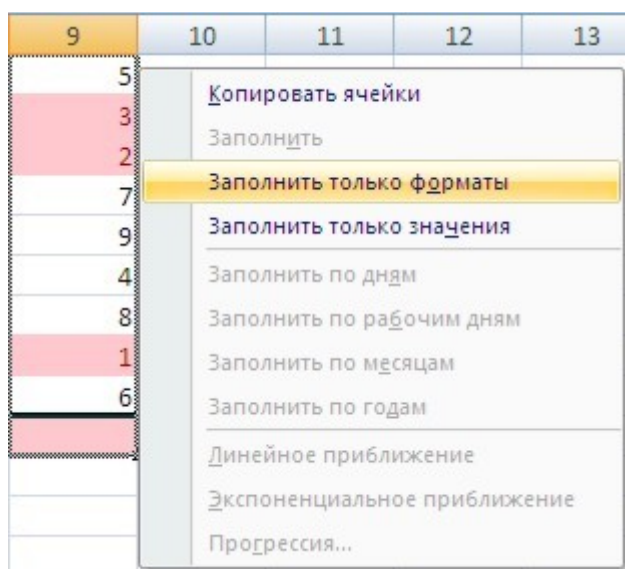 9 10 11 12 13
5
Копировать ячейки
3
Заполнить
2
Заполнить только форматы
7
Заполнить только значения
9
Заполнить по дням
4
Заполнить по рабочим дням
8
Заполнить по месяцам
1
Заполнить по годам
6
Линейное приближение
Экспоненциальное приближение
Прогрессия...